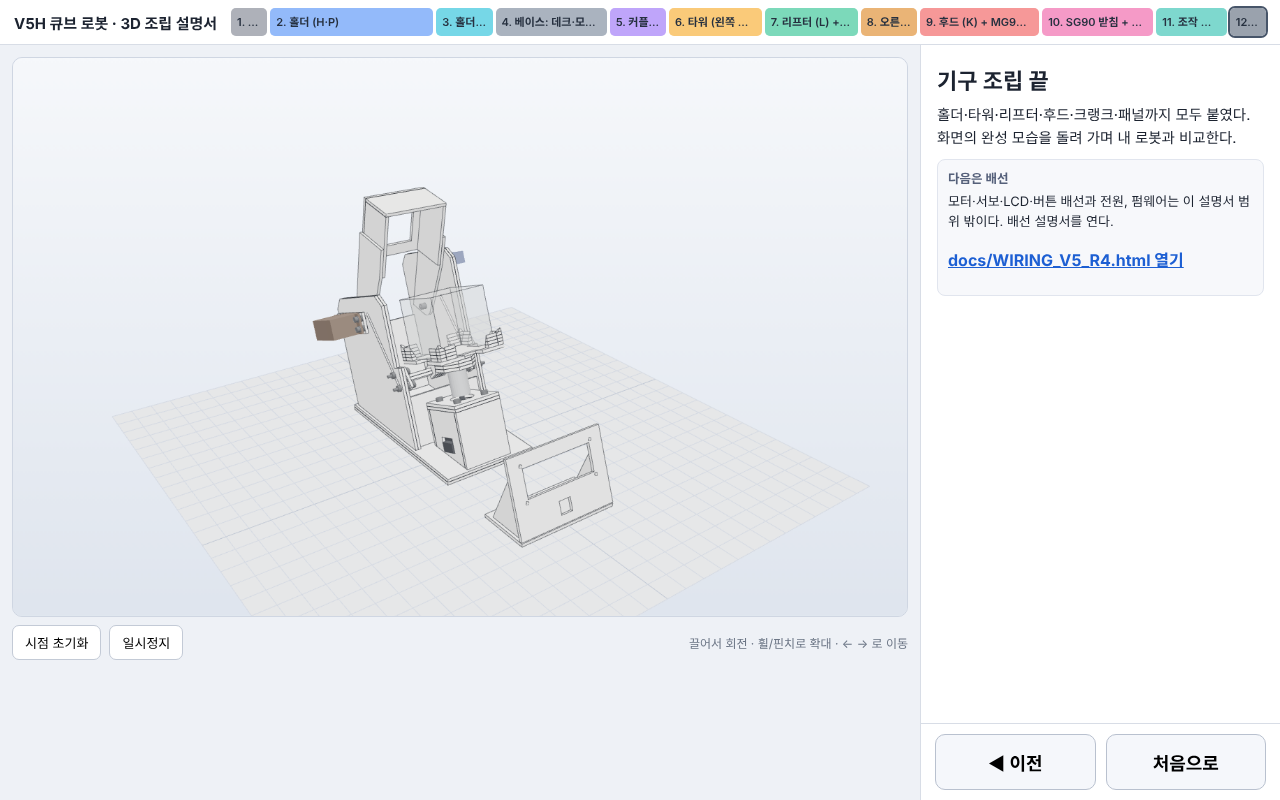 V5H 큐브 로봇 · 3D 조립 설명서
1. ...
2. 홀더 (H·P)
3. 홀더...
4. 베이스: 데크·모...
5. 커플...
6. 타워 (왼쪽 ...
7. 리프터 (L) +...
8. 오른...
9. 후드 (K) + MG9...
10. SG90 받침 + ...
11. 조작 ...
12...
기구 조립 끝
홀더·타워·리프터·후드·크랭크·패널까지 모두 붙였다.
화면의 완성 모습을 돌려 가며 내 로봇과 비교한다.
다음은 배선
모터·서보·LCD·버튼 배선과 전원, 펌웨어는 이 설명서 범
위 밖이다. 배선 설명서를 연다.
docs/WIRING_V5_R4.html 열기
시점 초기화
일시정지
끌어서 회전 · 휠/핀치로 확대 · ← → 로 이동
◀ 이전
처음으로